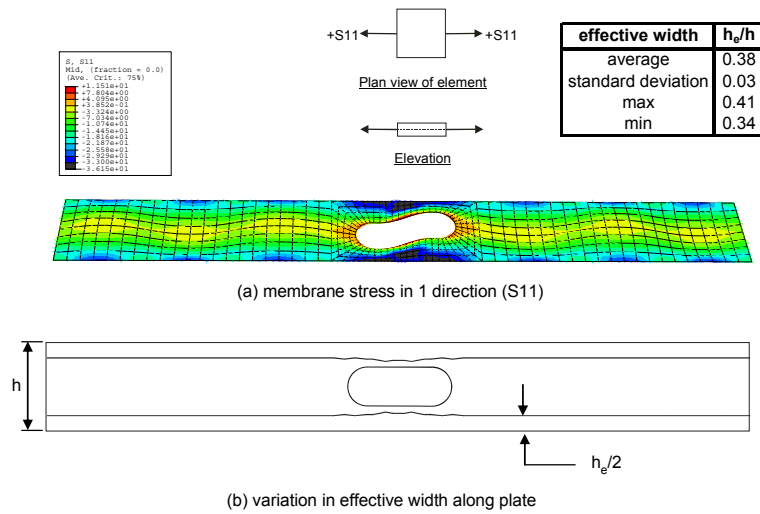 +S11 +S11
Plan view of element
Elevation
effective width hₑ/h
average 0.38
standard deviation 0.03
max 0.41
min 0.34
S, S11
Mid, (fraction = 0.0)
(Ave. Crit.: 75%)
+1.151e+01
+7.804e+00
+4.095e+00
+3.852e-01
-3.324e+00
-7.034e+00
-1.074e+01
-1.445e+01
-1.816e+01
-2.187e+01
-2.558e+01
-2.929e+01
-3.300e+01
-3.615e+01
(a) membrane stress in 1 direction (S11)
h
hₑ/2
(b) variation in effective width along plate